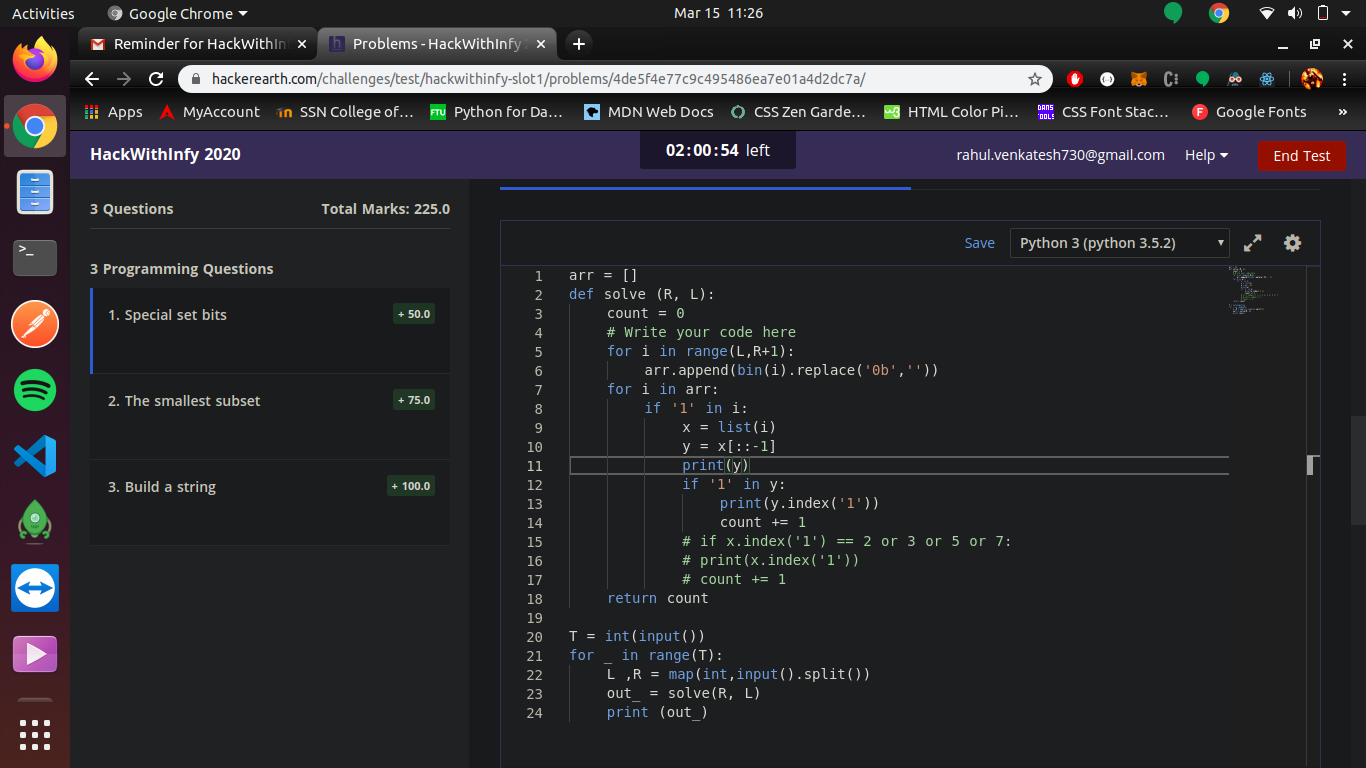 Activities Google Chrome Mar 15 11:26
Reminder for HackWithIn Problems - HackWithInfy 2
hackerearth.com/challenges/test/hackwithinfy-slot1/problems/4de5f4e77c9c495486ea7e01a4d2dc7a/
Apps MyAccount SSN College of… Python for Da… MDN Web Docs CSS Zen Garde… HTML Color Pi… CSS Font Stac… Google Fonts »
HackWithInfy 2020 02:00:54 left rahul.venkatesh730@gmail.com Help End Test
3 Questions Total Marks: 225.0
3 Programming Questions
1. Special set bits + 50.0
2. The smallest subset + 75.0
3. Build a string + 100.0
Save Python 3 (python 3.5.2)
1 arr = []
2 def solve (R, L):
3 count = 0
4 # Write your code here
5 for i in range(L,R+1):
6 arr.append(bin(i).replace('0b',''))
7 for i in arr:
8 if '1' in i:
9 x = list(i)
10 y = x[::-1]
11 print(y)
12 if '1' in y:
13 print(y.index('1'))
14 count += 1
15 # if x.index('1') == 2 or 3 or 5 or 7:
16 # print(x.index('1'))
17 # count += 1
18 return count
19
20 T = int(input())
21 for _ in range(T):
22 L ,R = map(int,input().split())
23 out_ = solve(R, L)
24 print (out_)